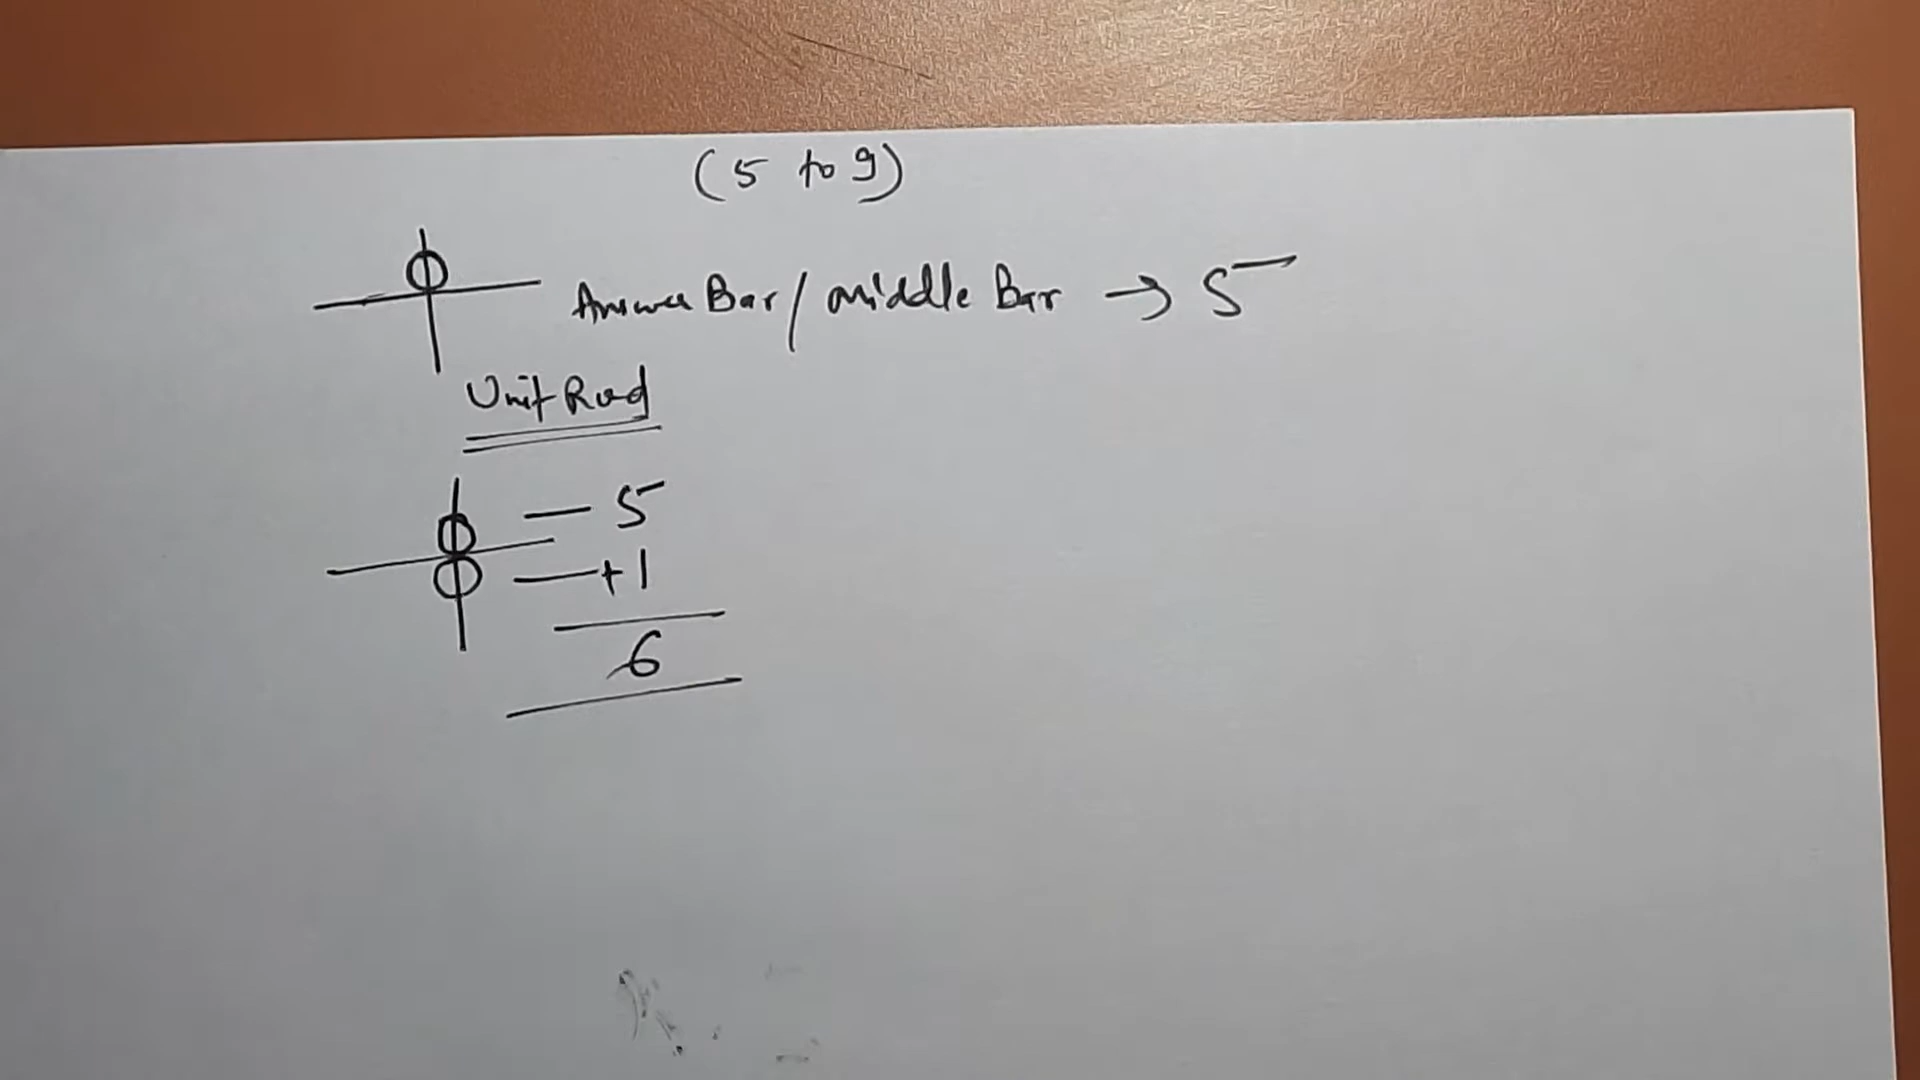 (5 to 9)
Answer Bar / middle Bar → 5
Unit Rod
— 5
— +1
6